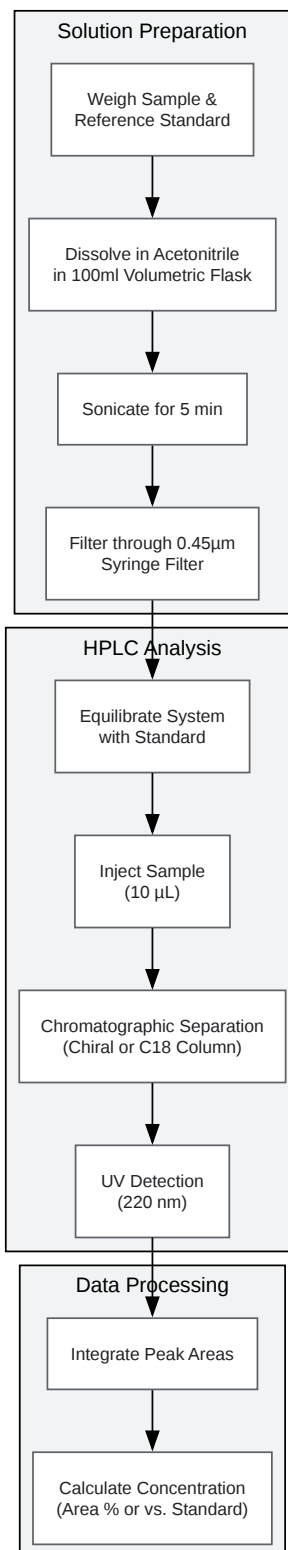 Solution Preparation
Weigh Sample &
Reference Standard
Dissolve in Acetonitrile
in 100ml Volumetric Flask
Sonicate for 5 min
Filter through 0.45µm
Syringe Filter
HPLC Analysis
Equilibrate System
with Standard
Inject Sample
(10 µL)
Chromatographic Separation
(Chiral or C18 Column)
UV Detection
(220 nm)
Data Processing
Integrate Peak Areas
Calculate Concentration
(Area % or vs. Standard)